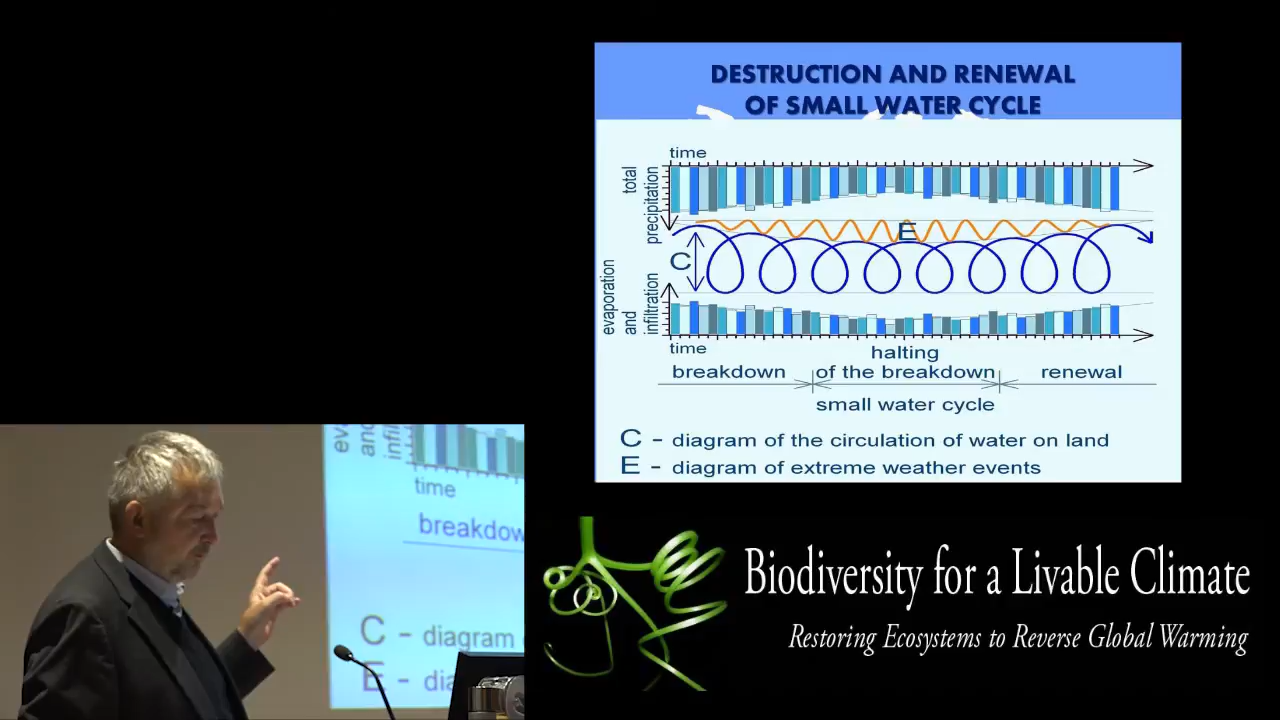 DESTRUCTION AND RENEWAL
OF SMALL WATER CYCLE
time
total
precipitation
E
C
evaporation
and
infiltration
time
halting
breakdown
of the breakdown
renewal
small water cycle
C - diagram of the circulation of water on land
E - diagram of extreme weather events
time
breakdow
C - diagram
E - dia
Biodiversity for a Livable Climate
Restoring Ecosystems to Reverse Global Warming